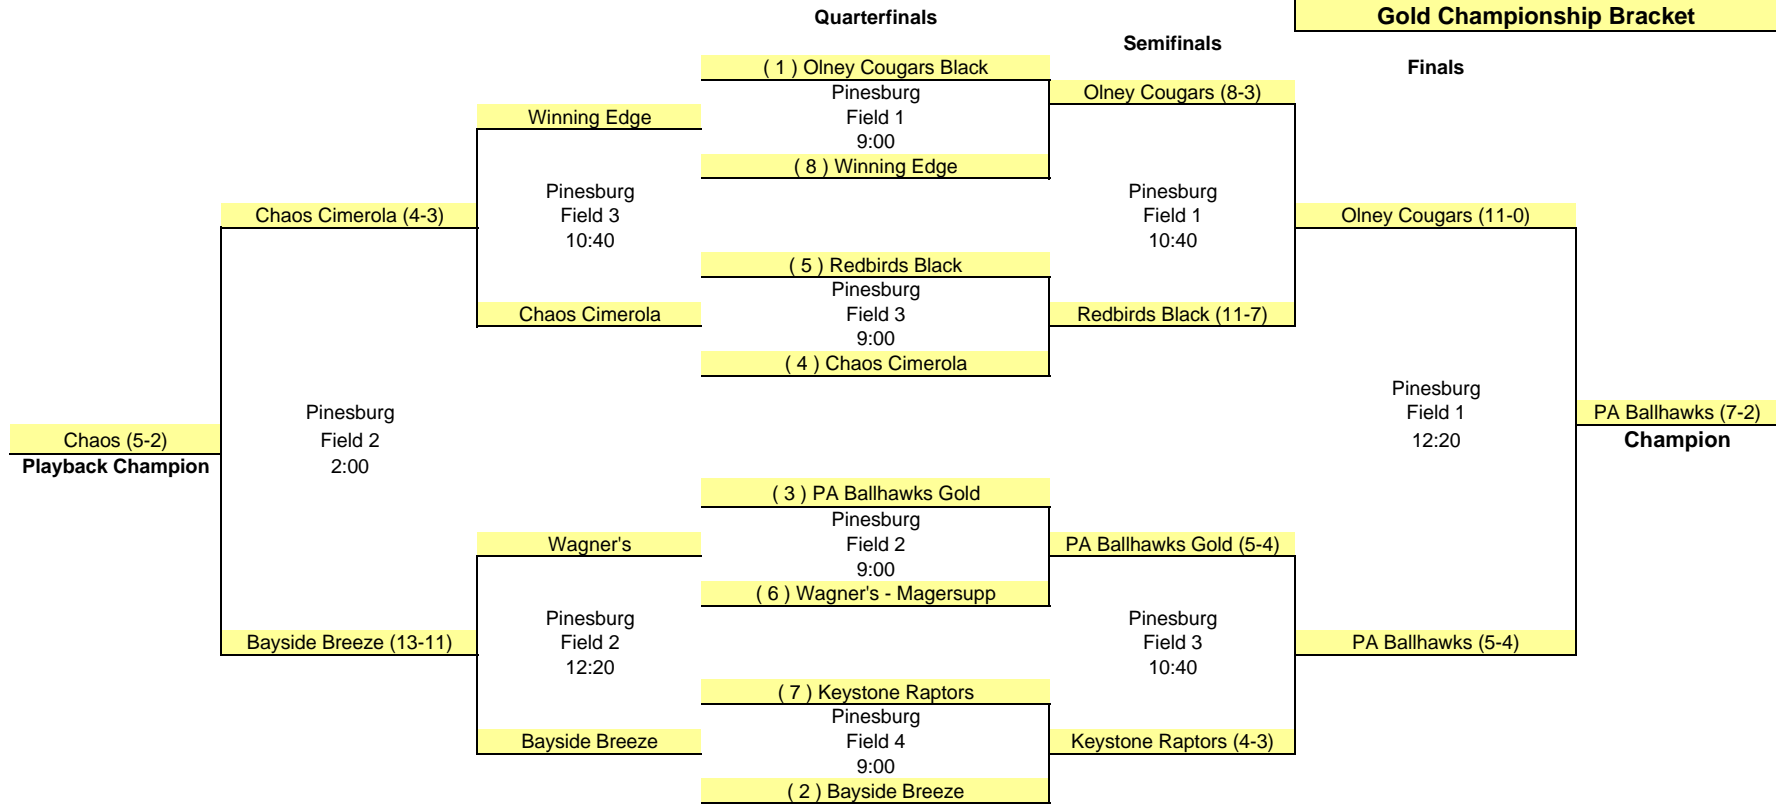 Quarterfinals
Gold Championship Bracket
Semifinals
Finals
( 1 ) Olney Cougars Black
Pinesburg
Field 1
9:00
( 8 ) Winning Edge
Olney Cougars (8-3)
Winning Edge
Pinesburg
Field 3
10:40
Chaos Cimerola (4-3)
Pinesburg
Field 1
10:40
Olney Cougars (11-0)
( 5 ) Redbirds Black
Pinesburg
Field 3
9:00
( 4 ) Chaos Cimerola
Chaos Cimerola
Redbirds Black (11-7)
Pinesburg
Field 2
2:00
Chaos (5-2)
Playback Champion
Pinesburg
Field 1
12:20
PA Ballhawks (7-2)
Champion
( 3 ) PA Ballhawks Gold
Pinesburg
Field 2
9:00
( 6 ) Wagner's - Magersupp
Wagner's
PA Ballhawks Gold (5-4)
Pinesburg
Field 2
12:20
Bayside Breeze (13-11)
Pinesburg
Field 3
10:40
PA Ballhawks (5-4)
( 7 ) Keystone Raptors
Pinesburg
Field 4
9:00
( 2 ) Bayside Breeze
Bayside Breeze
Keystone Raptors (4-3)